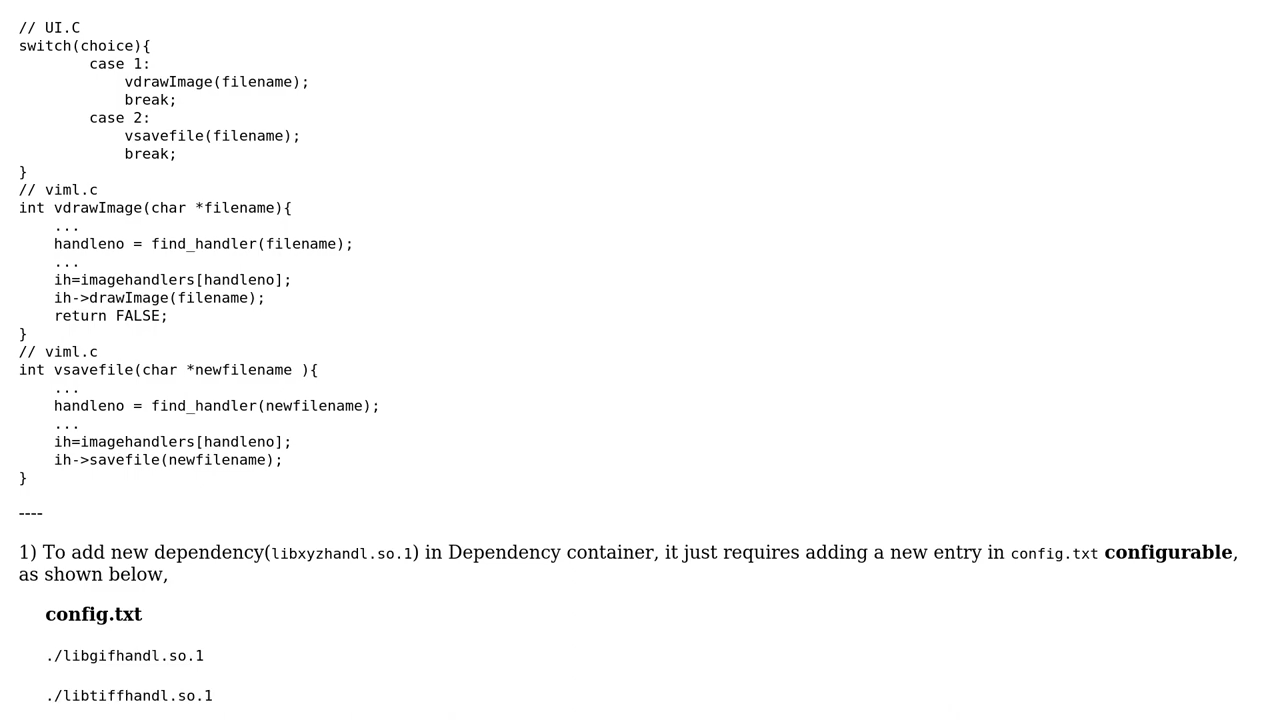 // UI.C
switch(choice){
        case 1:
            vdrawImage(filename);
            break;
        case 2:
            vsavefile(filename);
            break;
}
// viml.c
int vdrawImage(char *filename){
    ...
    handleno = find_handler(filename);
    ...
    ih=imagehandlers[handleno];
    ih->drawImage(filename);
    return FALSE;
}
// viml.c
int vsavefile(char *newfilename ){
    ...
    handleno = find_handler(newfilename);
    ...
    ih=imagehandlers[handleno];
    ih->savefile(newfilename);
}
----
1) To add new dependency(libxyzhandl.so.1) in Dependency container, it just requires adding a new entry in config.txt configurable,
as shown below,
config.txt
./libgifhandl.so.1
./libtiffhandl.so.1